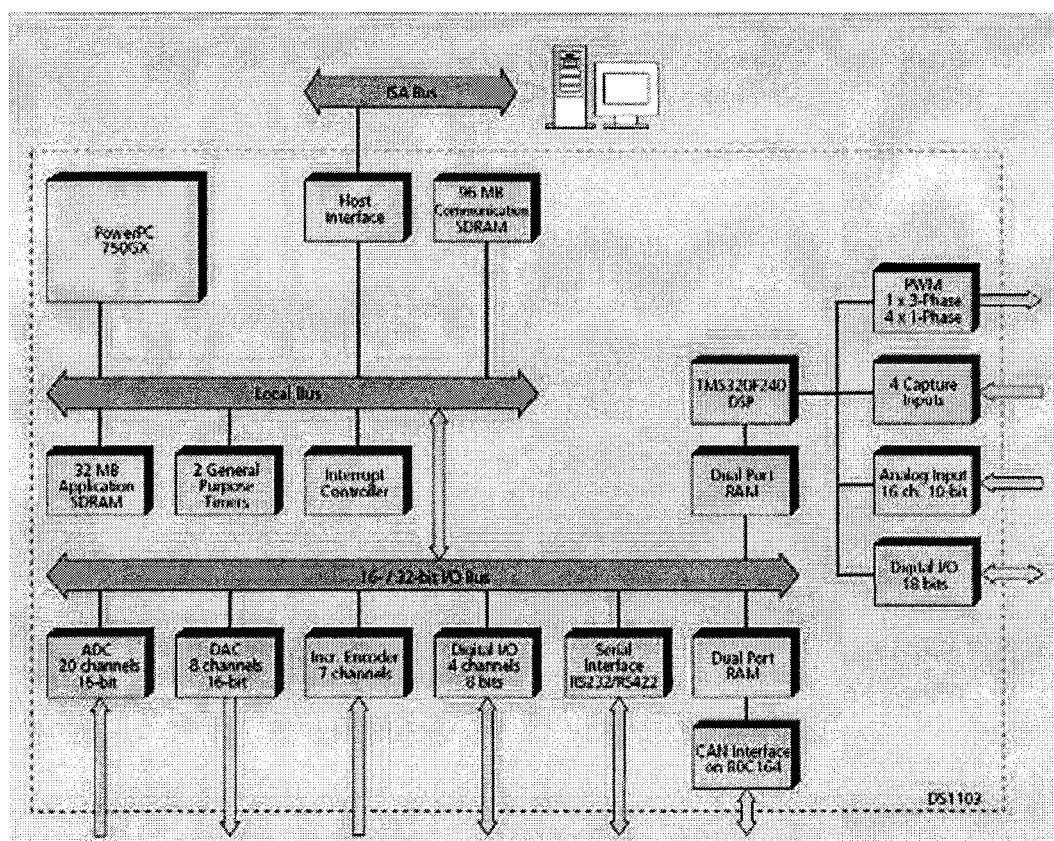 ISA Bus
PowerPC
750GX
Host
Interface
96 MB
Communication
SDRAM
PWM
1 x 3-Phase
4 x 1-Phase
Local Bus
TMS320F240
DSP
4 Capture
Inputs
32 MB
Application
SDRAM
2 General
Purpose
Timers
Interrupt
Controller
Dual Port
RAM
Analog Input
16 ch. 10-bit
16- / 32-bit I/O Bus
Digital I/O
18 bits
ADC
20 channels
16-bit
DAC
8 channels
16-bit
Incr. Encoder
7 channels
Digital I/O
4 channels
8 bits
Serial
Interface
RS232/RS422
Dual Port
RAM
CAN Interface
on 80C164
DS1103